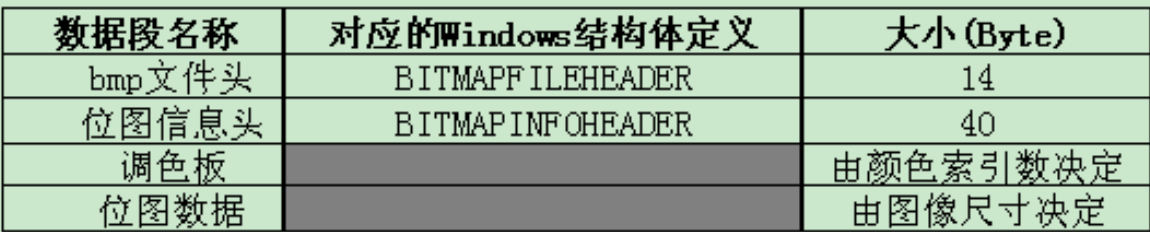 数据段名称 对应的Windows结构体定义 大小(Byte)
bmp文件头 BITMAPFILEHEADER 14
位图信息头 BITMAPINFOHEADER 40
调色板 由颜色索引数决定
位图数据 由图像尺寸决定